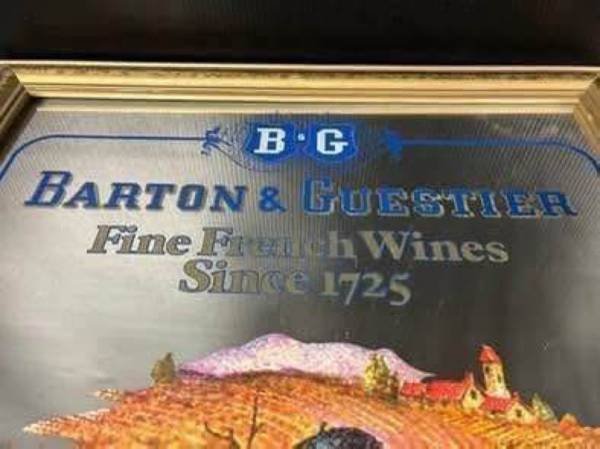 B & G
BARTON & GUESTIER
Fine French Wines
Since 1725